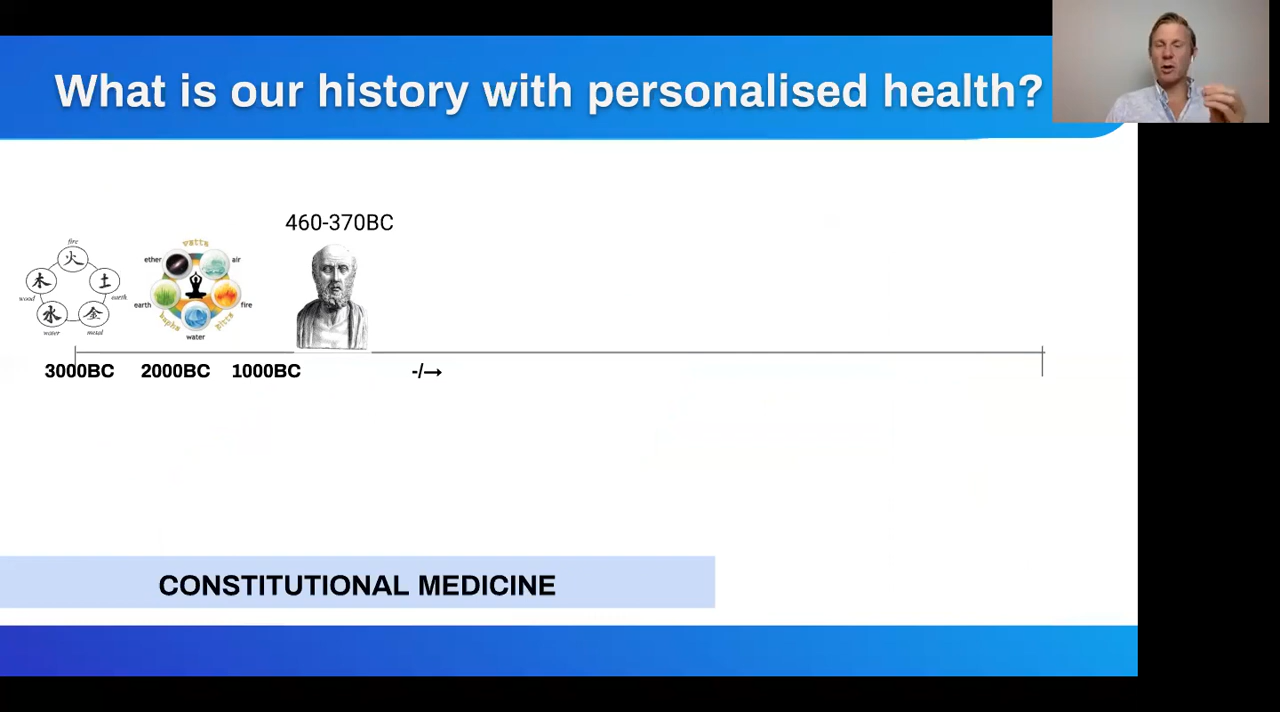 What is our history with personalised health?
460-370BC
fire
火
木
土
wood
earth
水
金
water
metal
vatta
ether
air
earth
fire
kapha
pitta
water
3000BC 2000BC 1000BC -/→
CONSTITUTIONAL MEDICINE